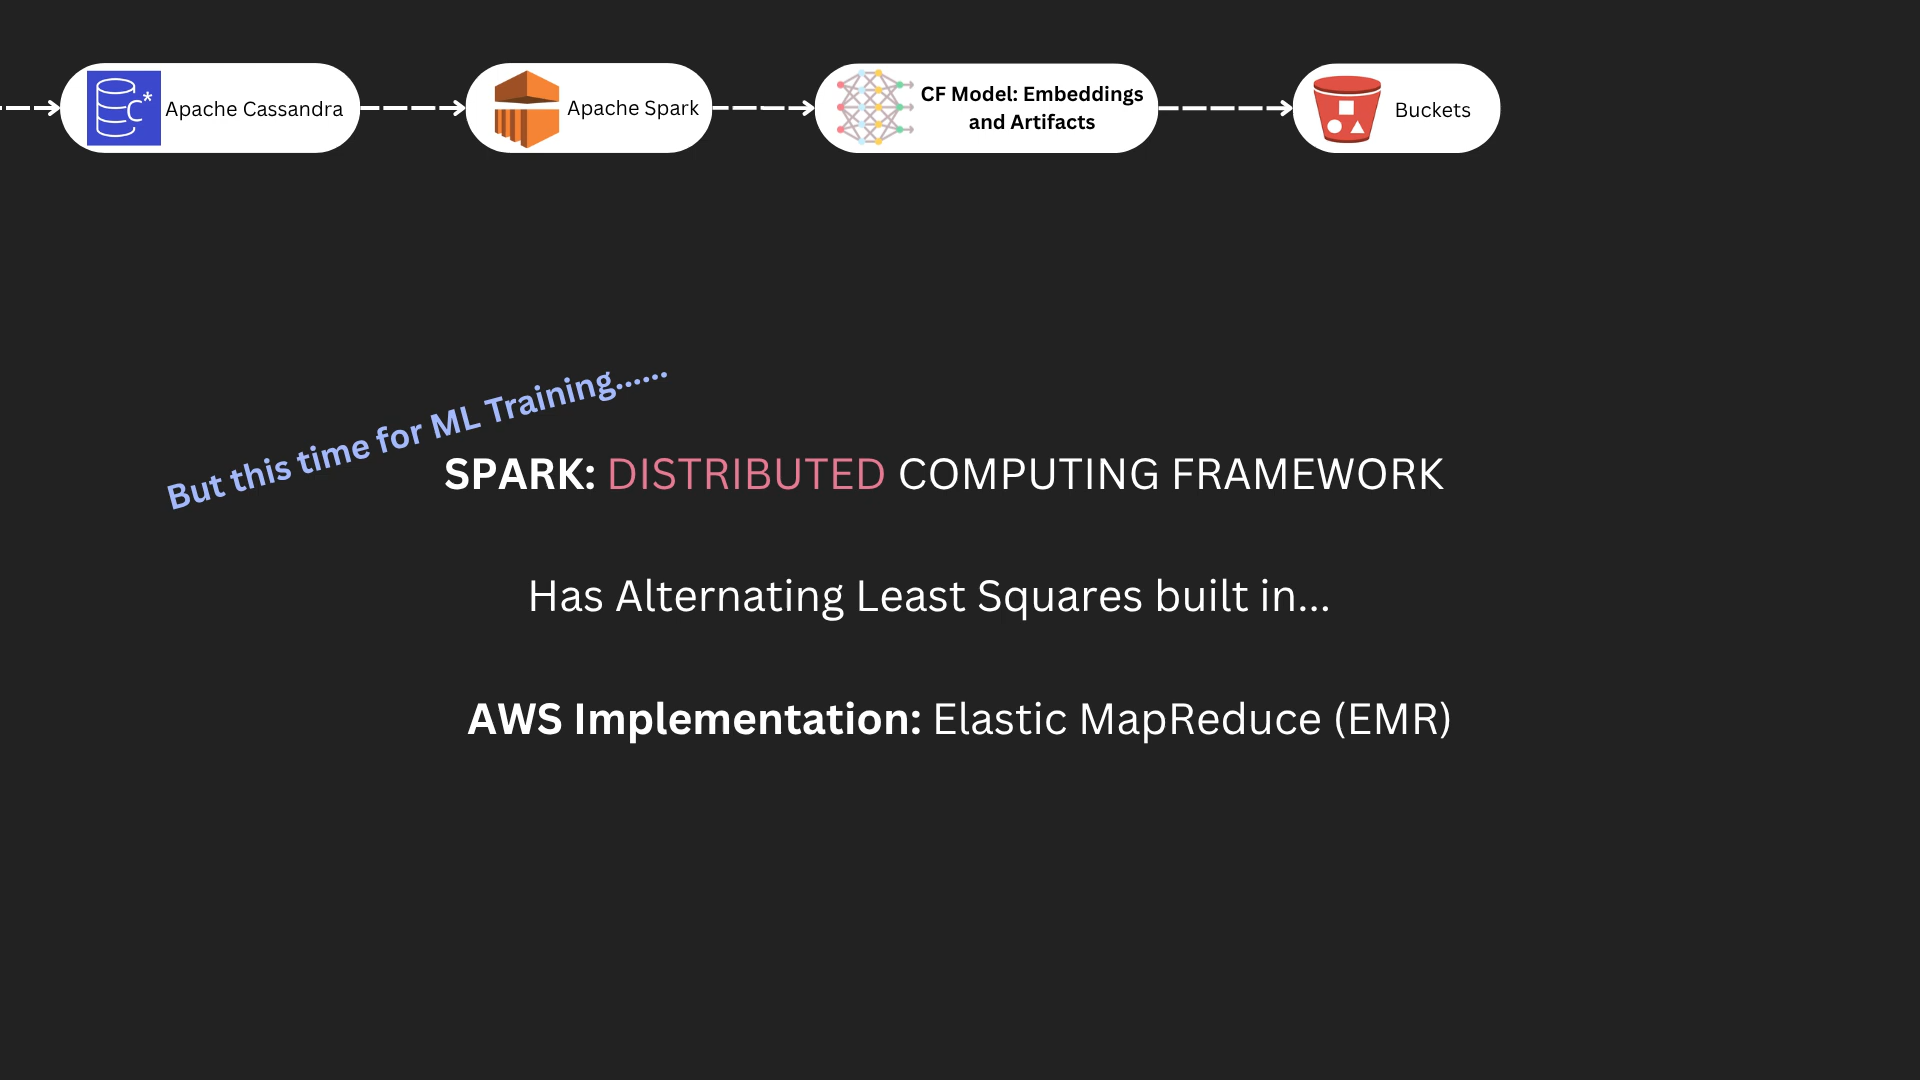 C*
Apache Cassandra
Apache Spark
CF Model: Embeddings
and Artifacts
Buckets
But this time for ML Training......
SPARK: DISTRIBUTED COMPUTING FRAMEWORK
Has Alternating Least Squares built in...
AWS Implementation: Elastic MapReduce (EMR)